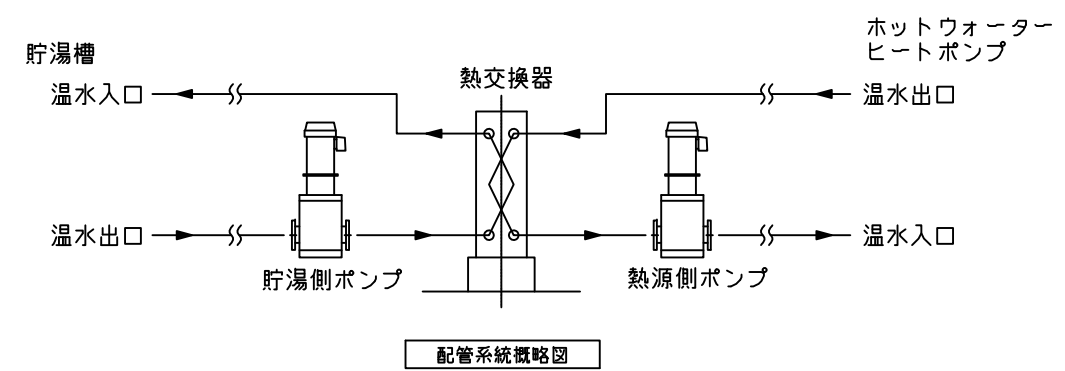 ホットウォーター
ヒートポンプ
貯湯槽
熱交換器
温水入口
温水出口
温水出口
温水入口
貯湯側ポンプ
熱源側ポンプ
配管系統概略図